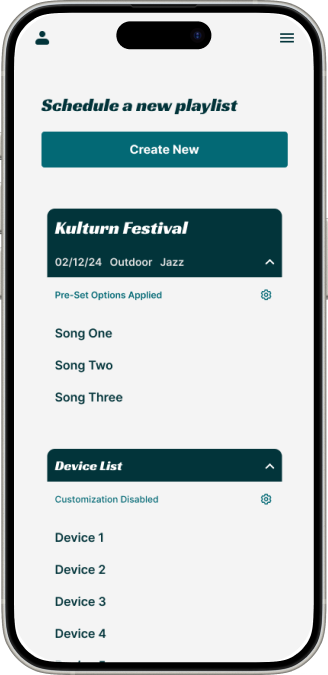 Schedule a new playlist
Create New
Kulturn Festival
02/12/24 Outdoor Jazz
Pre-Set Options Applied
Song One
Song Two
Song Three
Device List
Customization Disabled
Device 1
Device 2
Device 3
Device 4